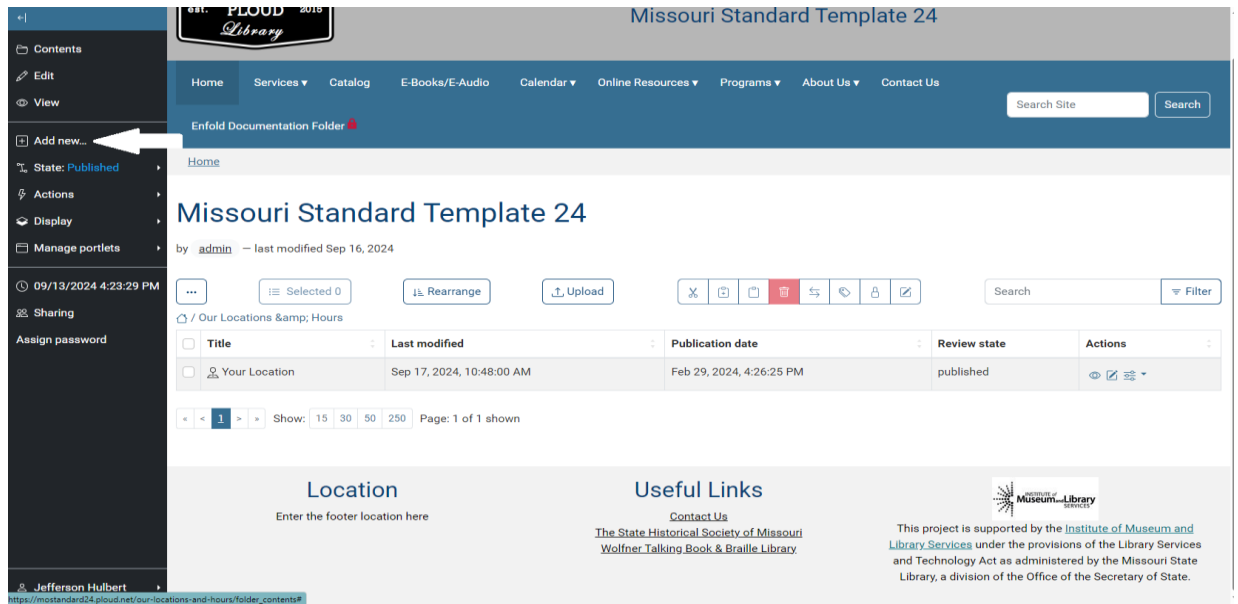 est. PLOUD 2015
Library
Missouri Standard Template 24
Contents
Edit
View
Add new...
State: Published
Actions
Display
Manage portlets
09/13/2024 4:23:29 PM
Sharing
Assign password
Jefferson Hulbert
https://mostandard24.ploud.net/our-locations-and-hours/folder_contents#
Home Services ▾ Catalog E-Books/E-Audio Calendar ▾ Online Resources ▾ Programs ▾ About Us ▾ Contact Us
Search Site Search
Enfold Documentation Folder
Home
Missouri Standard Template 24
by admin — last modified Sep 16, 2024
... Selected 0 Rearrange Upload Search Filter
/ Our Locations &amp; Hours
Title Last modified Publication date Review state Actions
Your Location Sep 17, 2024, 10:48:00 AM Feb 29, 2024, 4:26:25 PM published
« < 1 > » Show: 15 30 50 250 Page: 1 of 1 shown
Location
Enter the footer location here
Useful Links
Contact Us
The State Historical Society of Missouri
Wolfner Talking Book & Braille Library
INSTITUTE of
Museum and Library
SERVICES
This project is supported by the Institute of Museum and
Library Services under the provisions of the Library Services
and Technology Act as administered by the Missouri State
Library, a division of the Office of the Secretary of State.